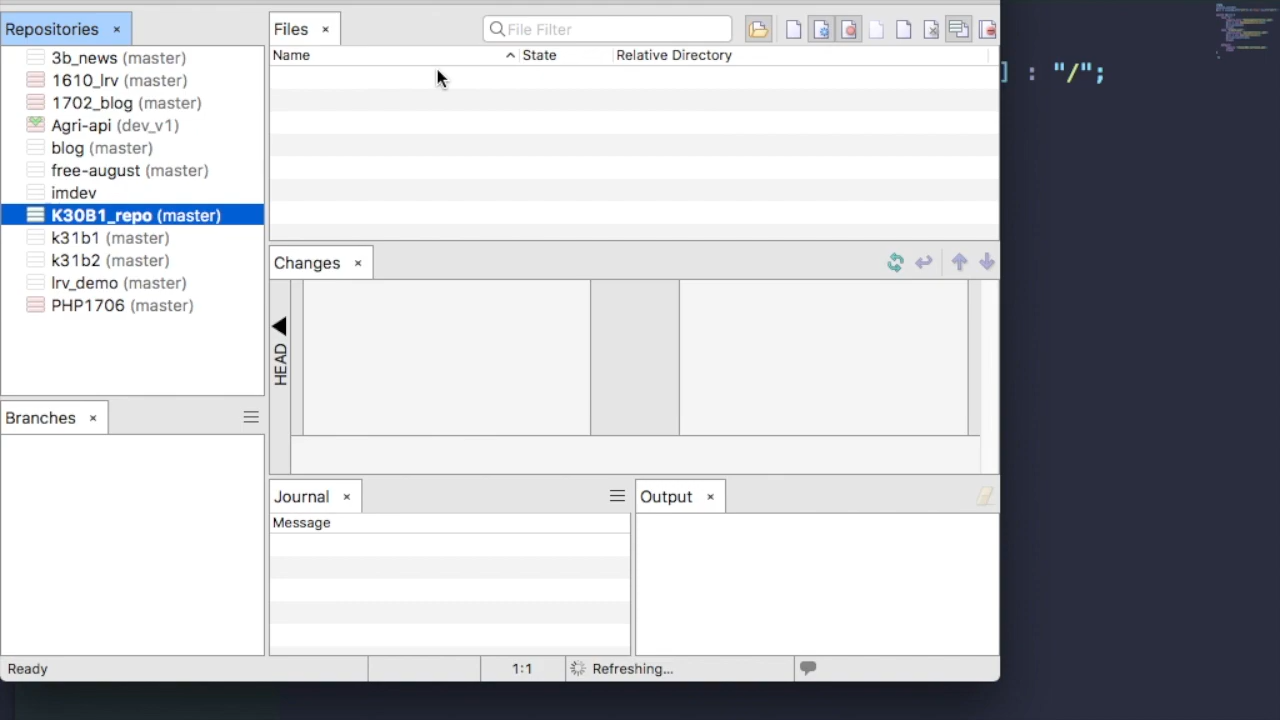 Repositories ×
3b_news (master)
1610_lrv (master)
1702_blog (master)
Agri-api (dev_v1)
blog (master)
free-august (master)
imdev
K30B1_repo (master)
k31b1 (master)
k31b2 (master)
lrv_demo (master)
PHP1706 (master)
Branches ×
Files ×
File Filter
Name State Relative Directory
Changes ×
HEAD
Journal ×
Message
Output ×
Ready 1:1 Refreshing...
] : "/";